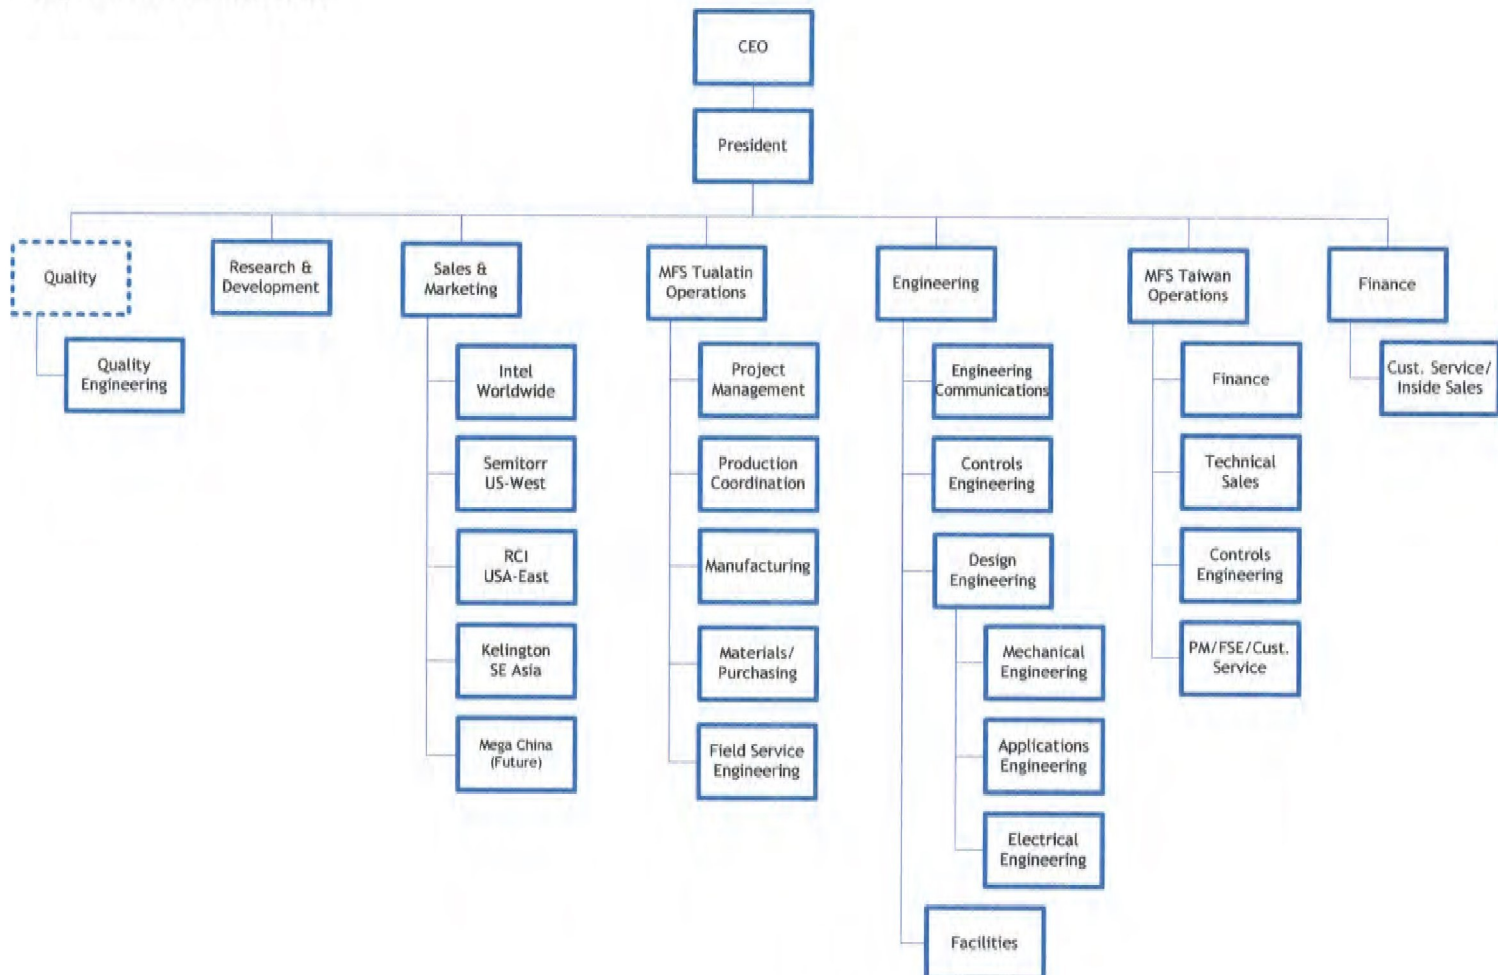 CEO
President
Quality
Research &
Development
Sales &
Marketing
MFS Tualatin
Operations
Engineering
MFS Taiwan
Operations
Finance
Quality
Engineering
Intel
Worldwide
Semitorr
US-West
RCI
USA-East
Kelington
SE Asia
Mega China
(Future)
Project
Management
Production
Coordination
Manufacturing
Materials/
Purchasing
Field Service
Engineering
Engineering
Communications
Controls
Engineering
Design
Engineering
Mechanical
Engineering
Applications
Engineering
Electrical
Engineering
Facilities
Finance
Technical
Sales
Controls
Engineering
PM/FSE/Cust.
Service
Cust. Service/
Inside Sales